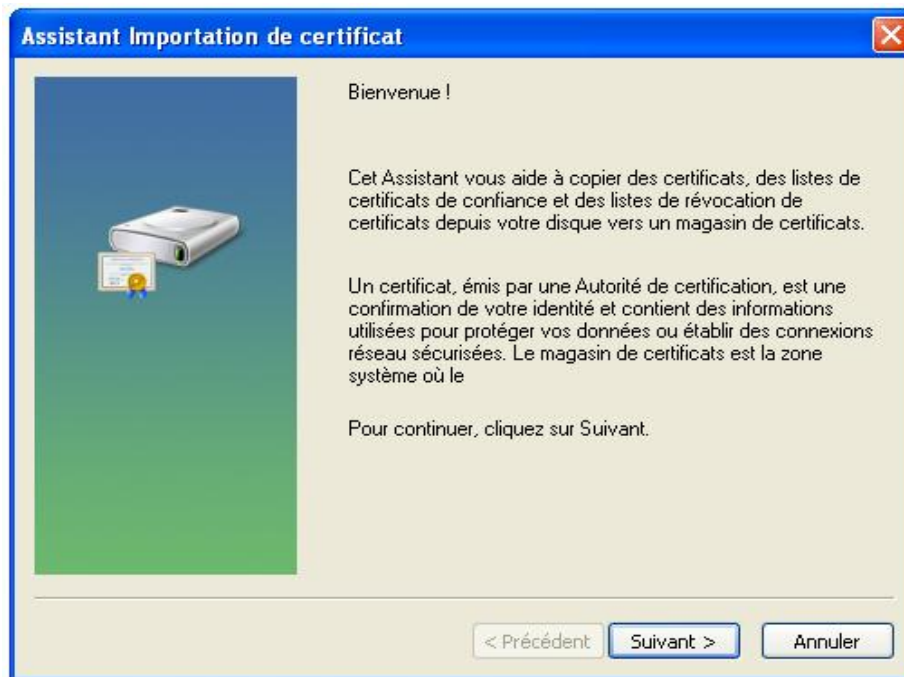 Assistant Importation de certificat
Bienvenue !
Cet Assistant vous aide à copier des certificats, des listes de
certificats de confiance et des listes de révocation de
certificats depuis votre disque vers un magasin de certificats.
Un certificat, émis par une Autorité de certification, est une
confirmation de votre identité et contient des informations
utilisées pour protéger vos données ou établir des connexions
réseau sécurisées. Le magasin de certificats est la zone
système où le
Pour continuer, cliquez sur Suivant.
< Précédent Suivant > Annuler